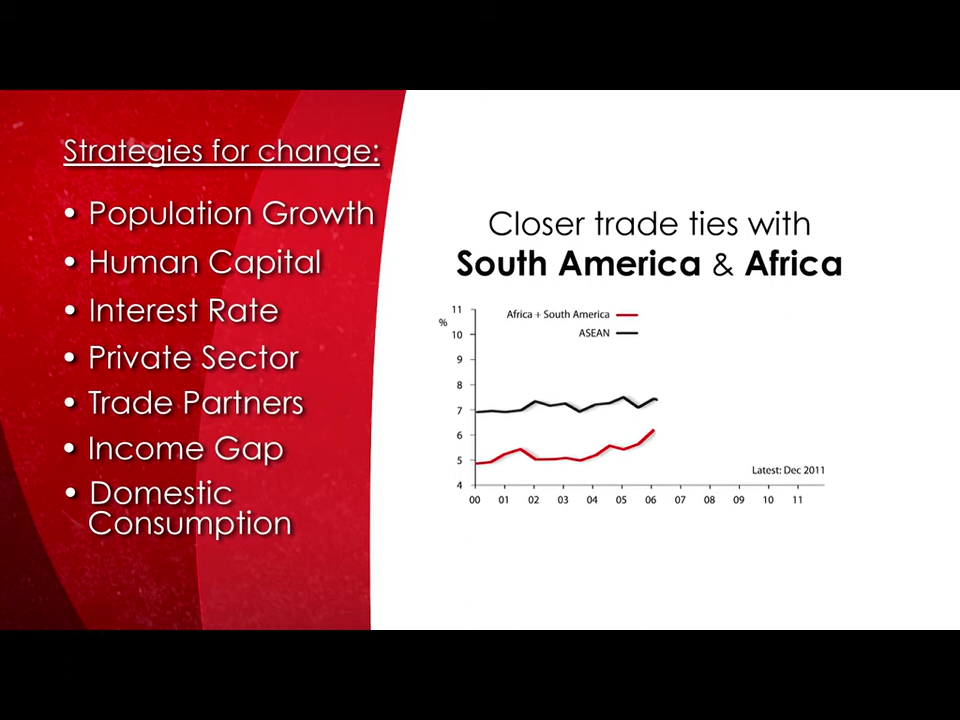 Strategies for change:
• Population Growth
• Human Capital
• Interest Rate
• Private Sector
• Trade Partners
• Income Gap
• Domestic
Consumption
Closer trade ties with
South America & Africa
%
11
10
9
8
7
6
5
4
Africa + South America
ASEAN
Latest: Dec 2011
00 01 02 03 04 05 06 07 08 09 10 11